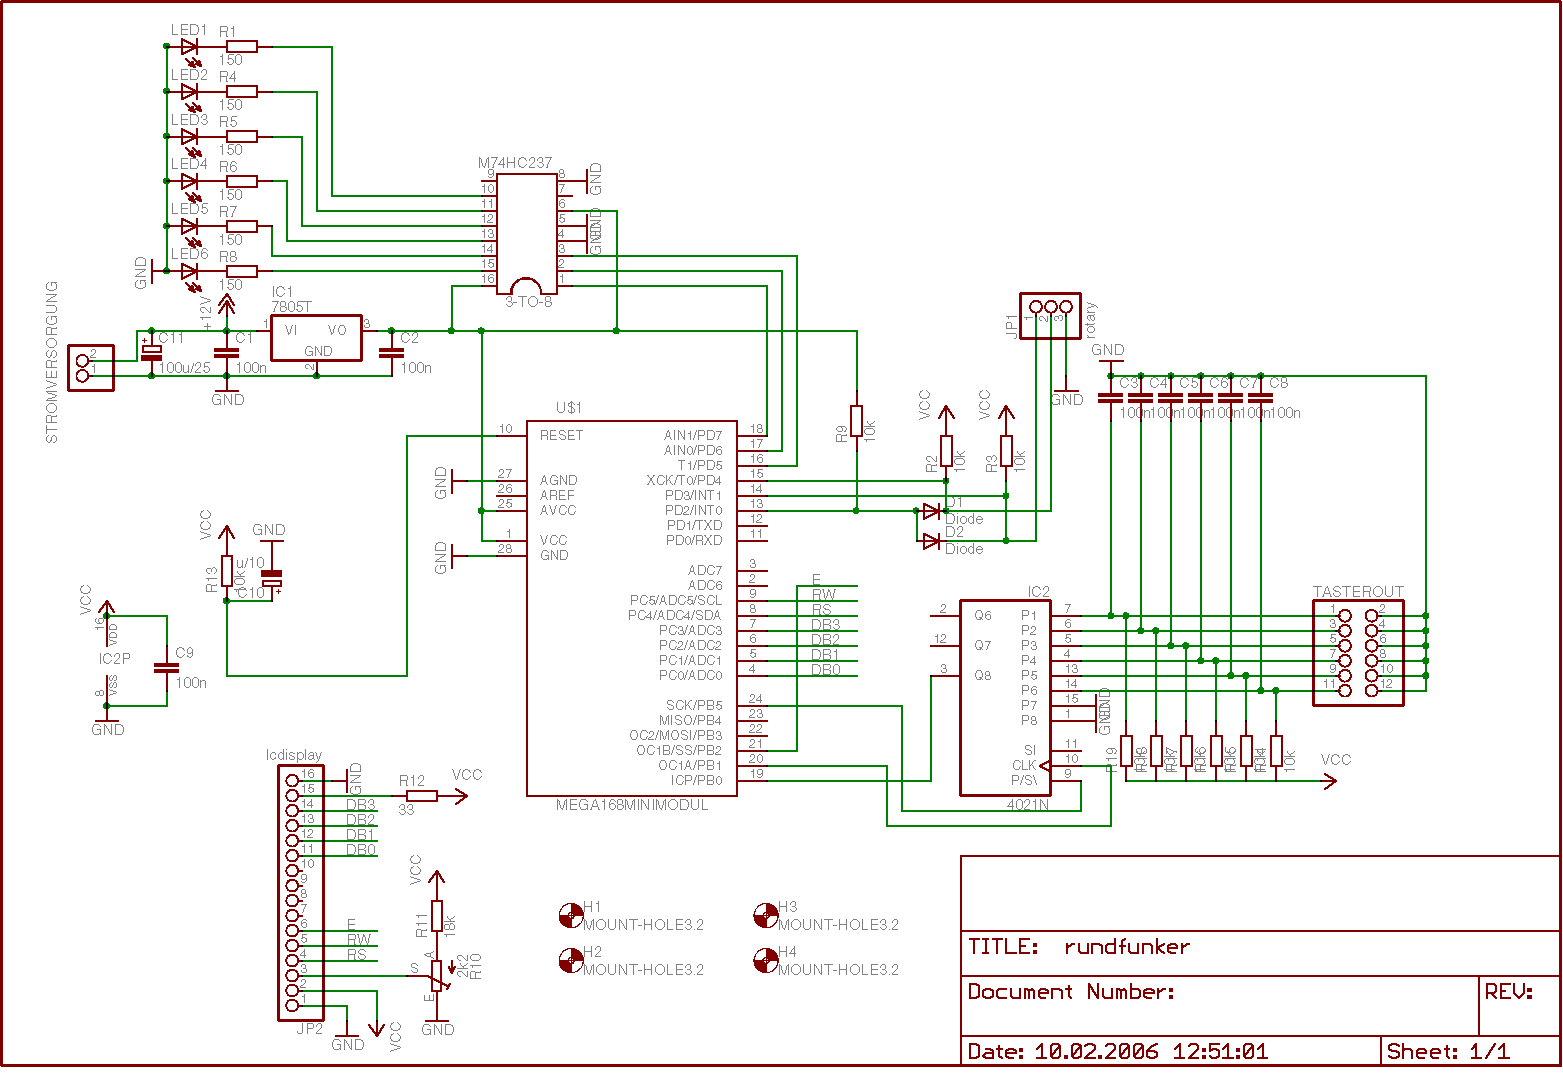 LED1 R1
150
LED2 R4
150
LED3 R5
150
LED4 R6
150
LED5 R7
150
LED6 R8
150
GND
M74HC237
9 8
10 7
11 6
12 5
13 4
14 3
15 2
16 1
3-TO-8
GND
GND
GND
STROMVERSORGUNG
2
1
+12V
IC1
7805T
1 VI VO 3
GND
2
C11
100u/25
C1
100n
C2
100n
GND
JP1
1 2 3
rotary
GND
U$1
10 RESET
27 AGND
26 AREF
25 AVCC
1 VCC
28 GND
GND
GND
AIN1/PD7 18
AIN0/PD6 17
T1/PD5 16
XCK/T0/PD4 15
PD3/INT1 14
PD2/INT0 13
PD1/TXD 12
PD0/RXD 11
ADC7 3
ADC6 2
PC5/ADC5/SCL 9
PC4/ADC4/SDA 8
PC3/ADC3 7
PC2/ADC2 6
PC1/ADC1 5
PC0/ADC0 4
SCK/PB5 24
MISO/PB4 23
OC2/MOSI/PB3 22
OC1B/SS/PB2 21
OC1A/PB1 20
ICP/PB0 19
MEGA168MINIMODUL
E
RW
RS
DB3
DB2
DB1
DB0
R9
10k
VCC
R2
10k
VCC
R3
10k
D1
Diode
D2
Diode
GND
C3 C4 C5 C6 C7 C8
100n 100n 100n 100n 100n 100n
IC2
2 Q6 P1 7
12 Q7 P2 6
P3 5
3 Q8 P4 4
P5 13
P6 14
P7 15
P8 1
SI 11
CLK 10
P/S\ 9
4021N
GND
GND
TASTEROUT
1 2
3 4
5 6
7 8
9 10
11 12
R19
10k
VCC
VCC
R13
10k
GND
u/10
C10
VCC
16
VDD
IC2P
8
VSS
GND
C9
100n
lcdisplay
16
15
14 DB3
13 DB2
12 DB1
11 DB0
10
9
8
7
6 E
5 RW
4 RS
3
2
1
JP2
GND
R12
33
VCC
VCC
R11
18k
A
S
E
2k2
R10
GND
GND
VCC
H1
MOUNT-HOLE3.2
H2
MOUNT-HOLE3.2
H3
MOUNT-HOLE3.2
H4
MOUNT-HOLE3.2
TITLE: rundfunker
Document Number:
REV:
Date: 10.02.2006 12:51:01
Sheet: 1/1